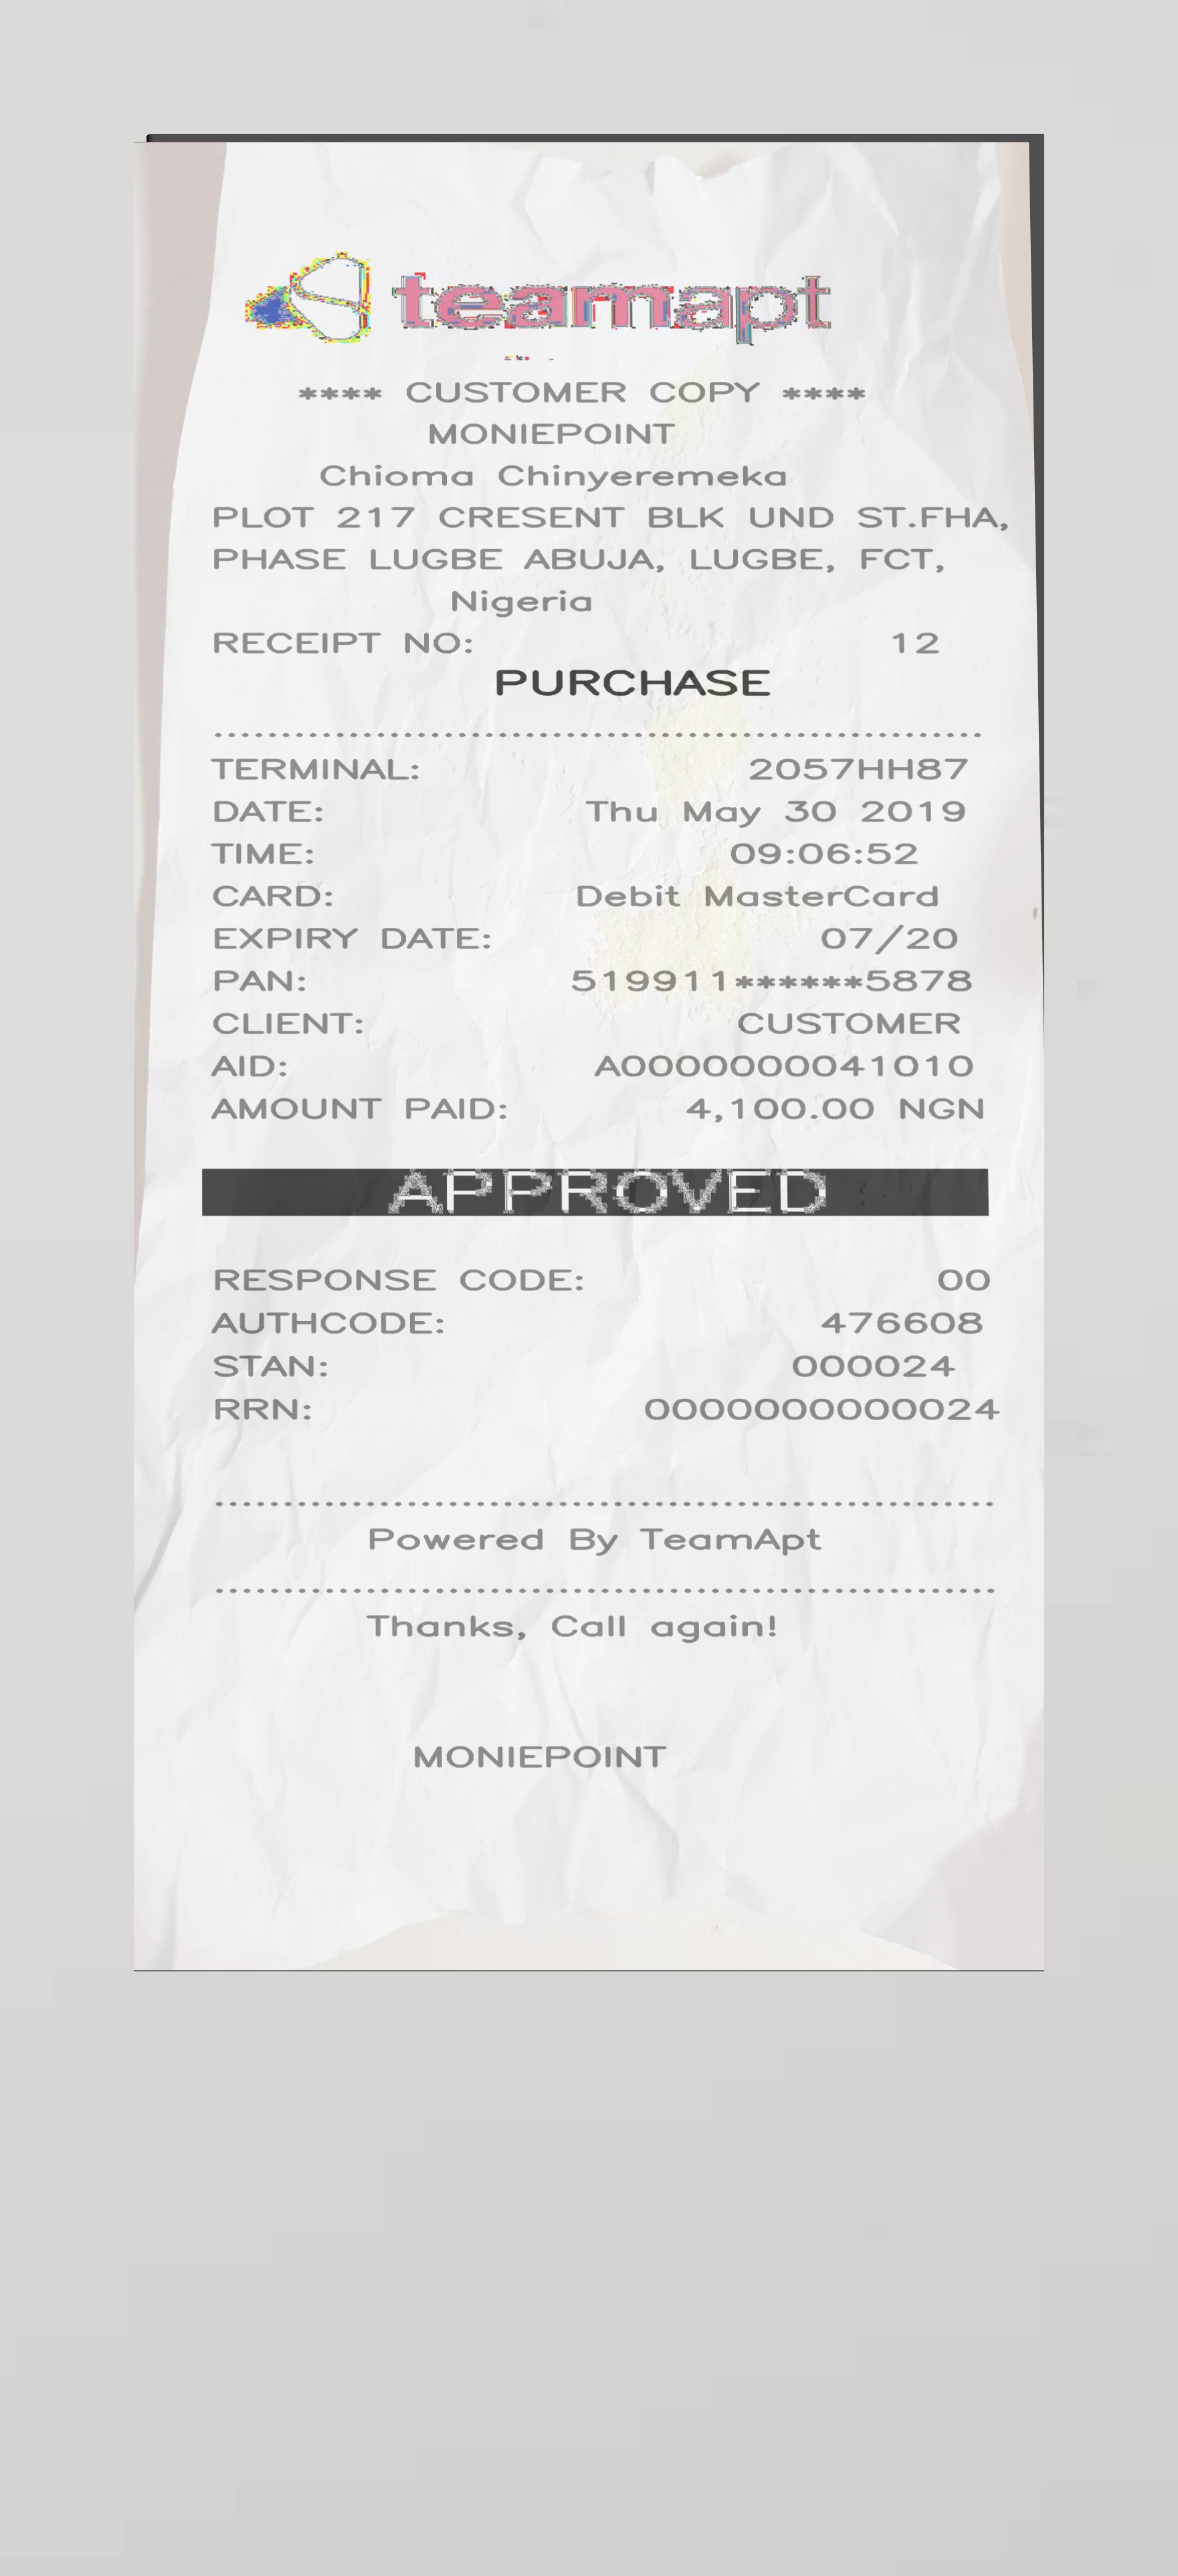 teamapt
**** CUSTOMER COPY ****
MONIEPOINT
Chioma Chinyeremeka
PLOT 217 CRESENT BLK UND ST.FHA,
PHASE LUGBE ABUJA, LUGBE, FCT,
Nigeria
RECEIPT NO: 12
PURCHASE
TERMINAL: 2057HH87
DATE: Thu May 30 2019
TIME: 09:06:52
CARD: Debit MasterCard
EXPIRY DATE: 07/20
PAN: 519911******5878
CLIENT: CUSTOMER
AID: A0000000041010
AMOUNT PAID: 4,100.00 NGN
APPROVED
RESPONSE CODE: 00
AUTHCODE: 476608
STAN: 000024
RRN: 0000000000024
Powered By TeamApt
Thanks, Call again!
MONIEPOINT